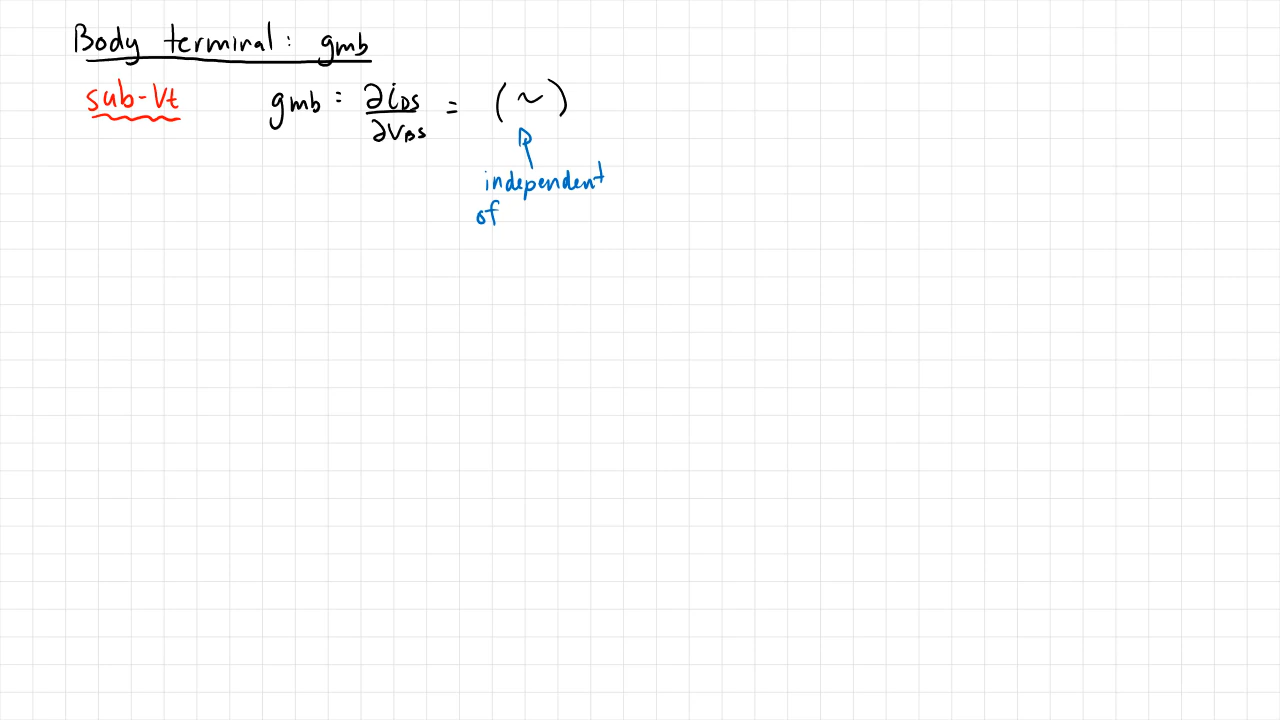 Body terminal: gmb
sub-Vt gmb = ∂iDS/∂VBS = (~)
independent
of